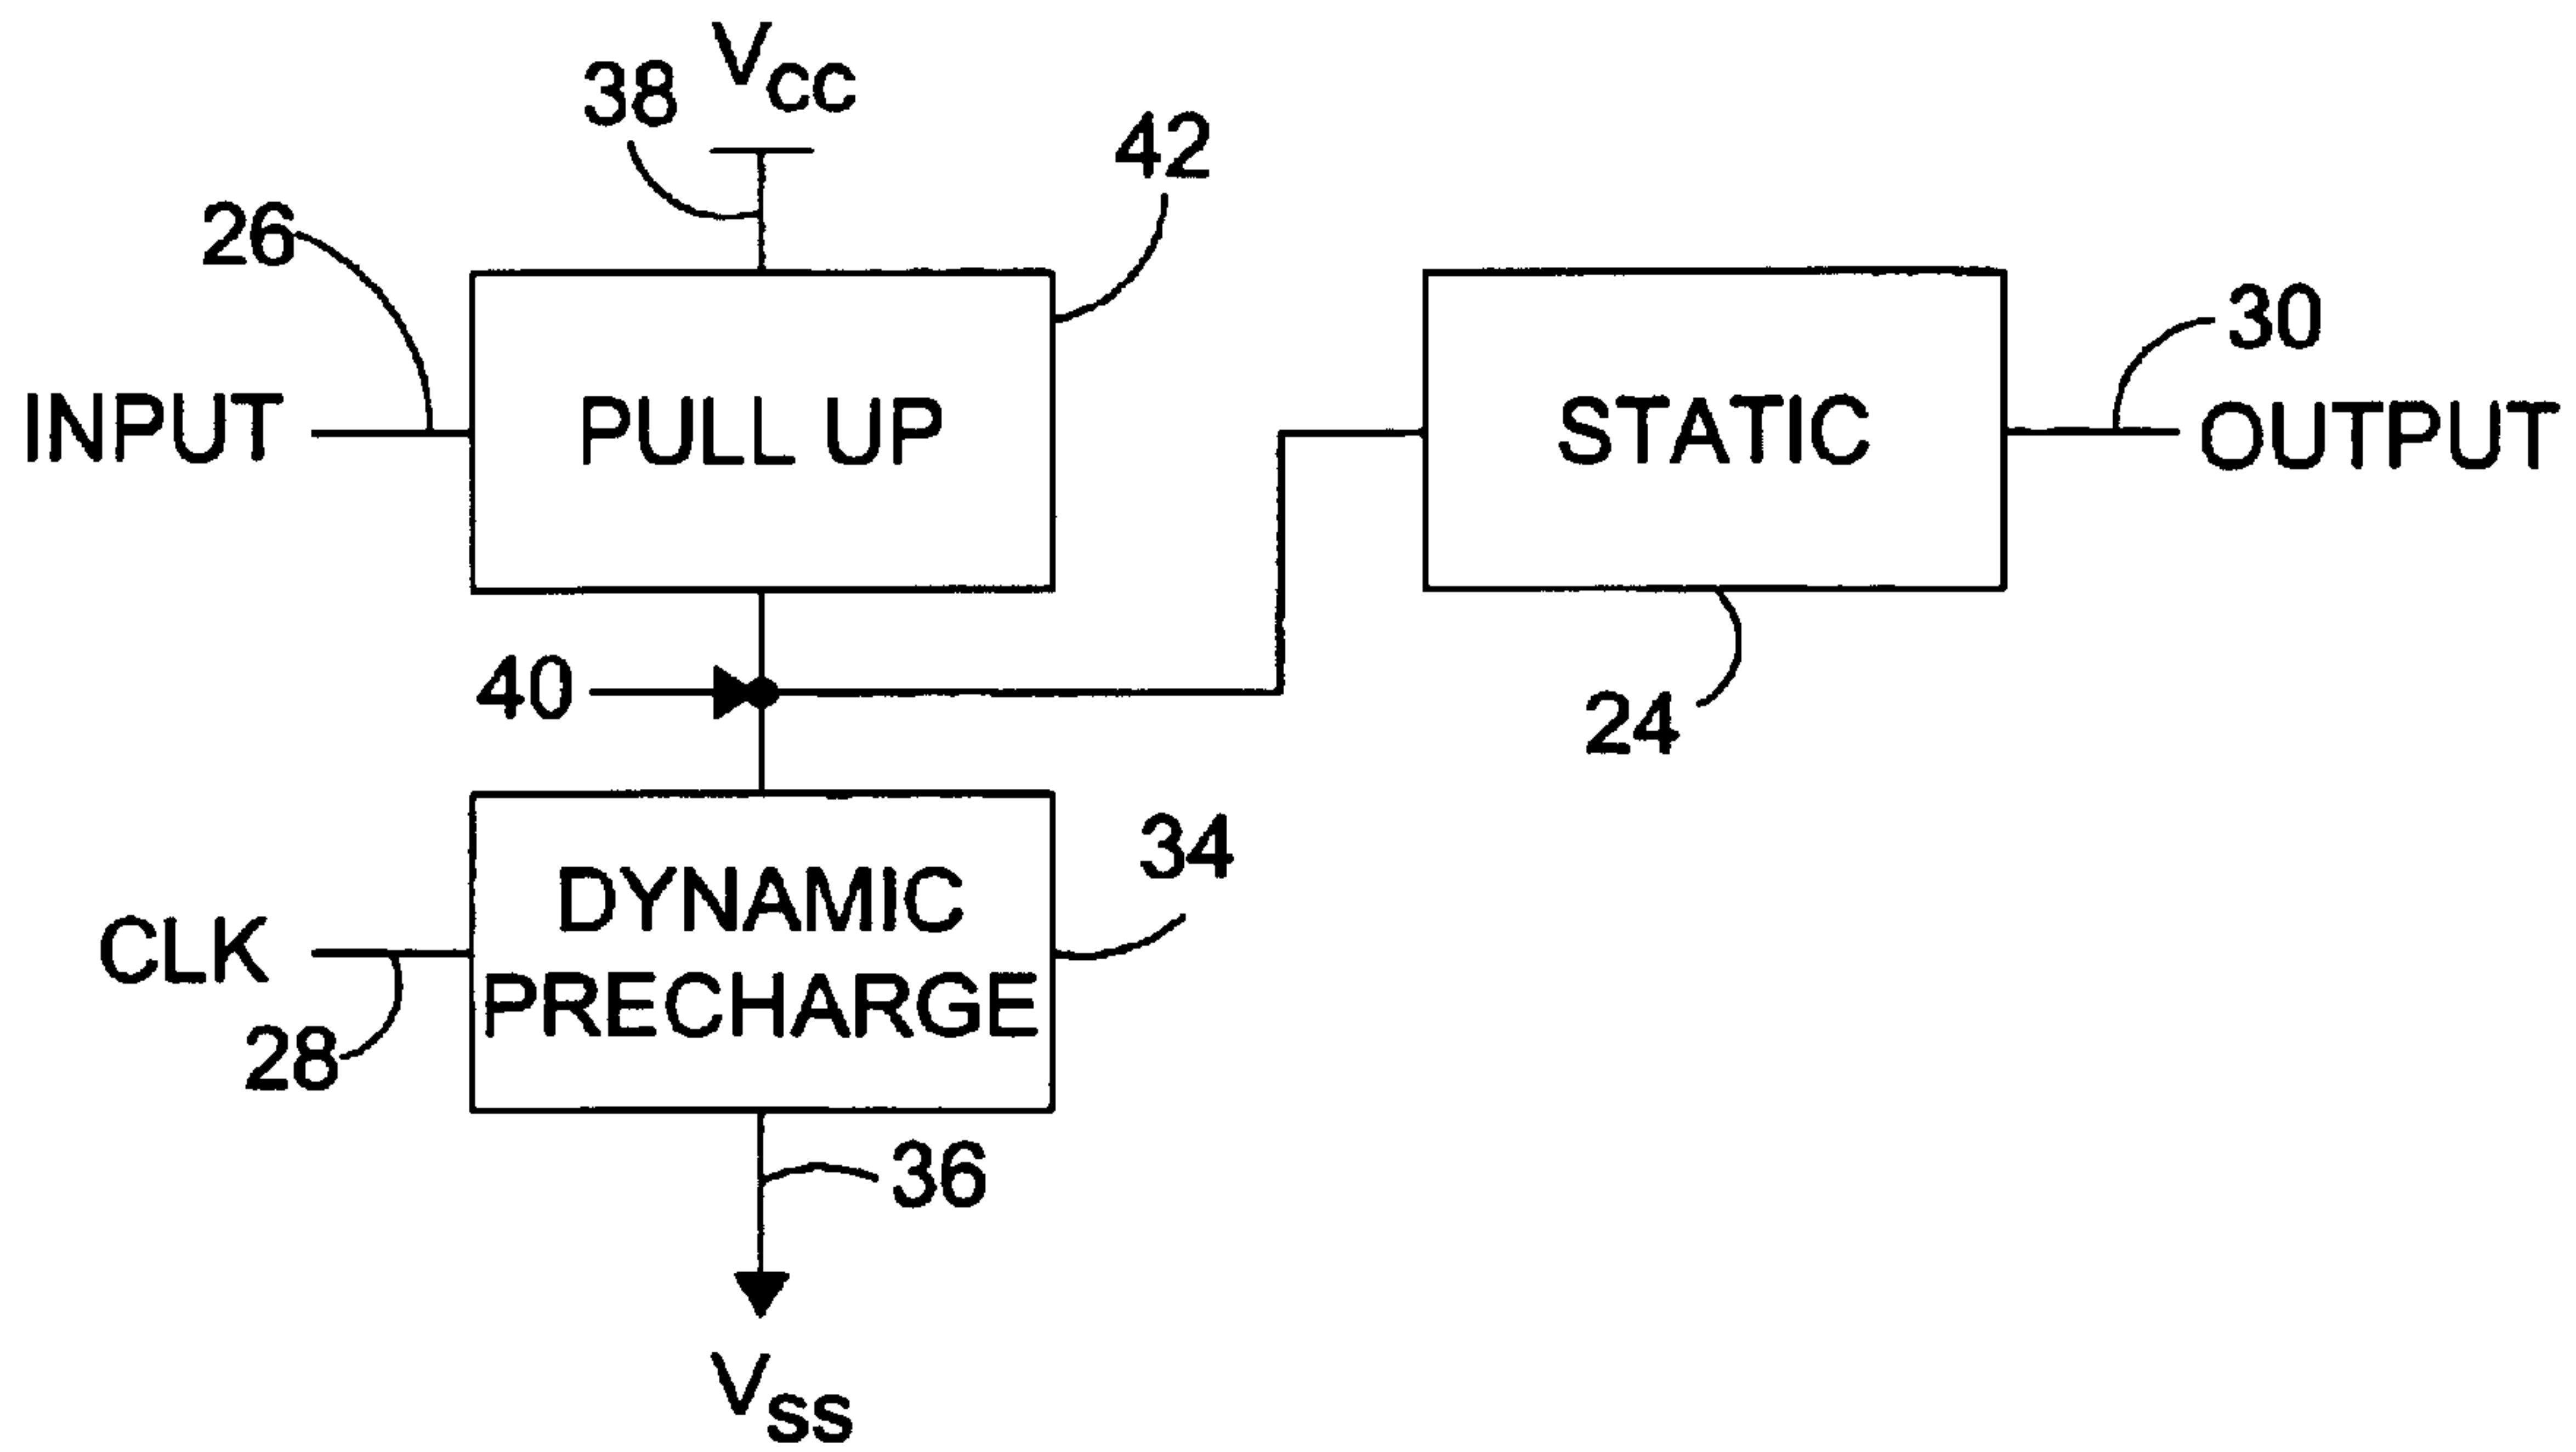 VCC
38
42
26
30
INPUT
PULL UP
STATIC
OUTPUT
40
24
34
DYNAMIC
PRECHARGE
CLK
28
36
VSS